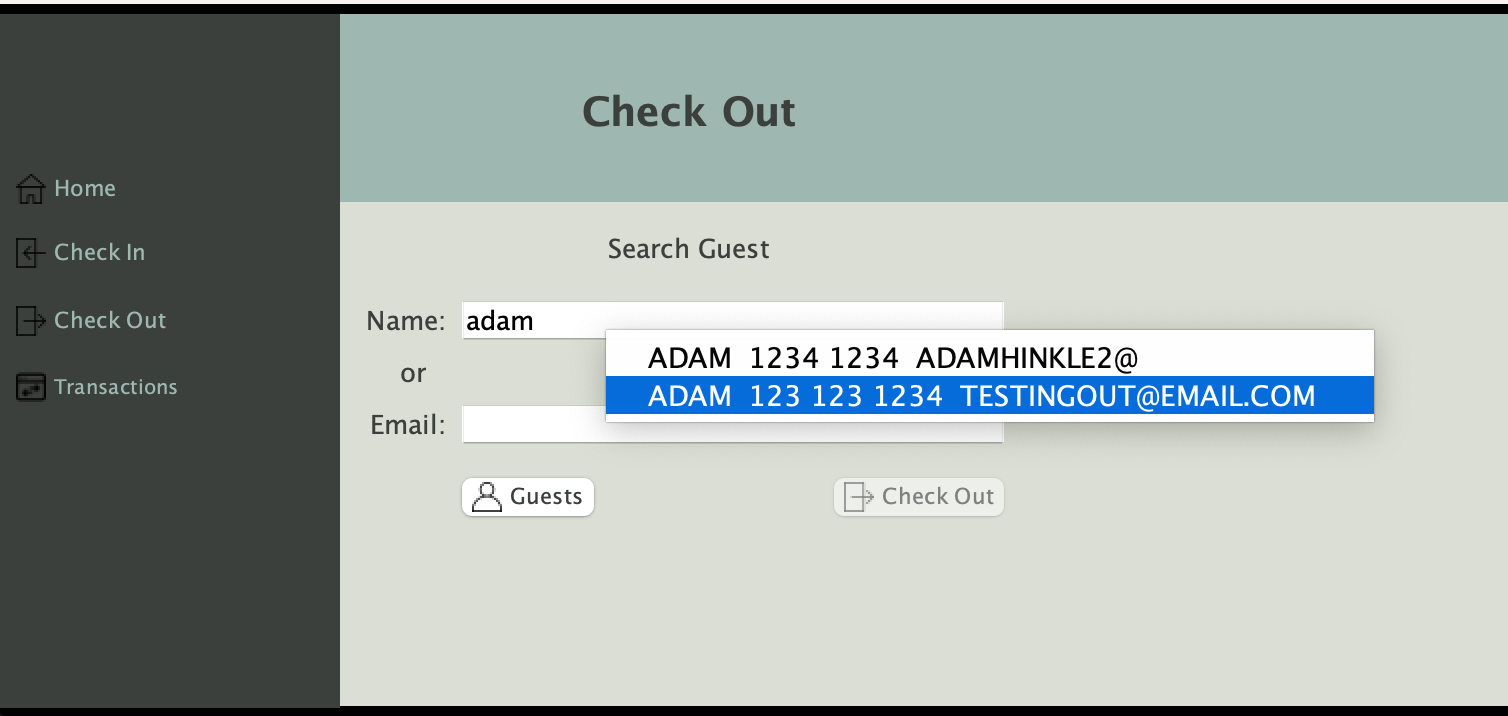 Check Out
Home
Check In
Check Out
Transactions
Search Guest
Name: adam
ADAM 1234 1234 ADAMHINKLE2@
ADAM 123 123 1234 TESTINGOUT@EMAIL.COM
or
Email:
Guests
Check Out